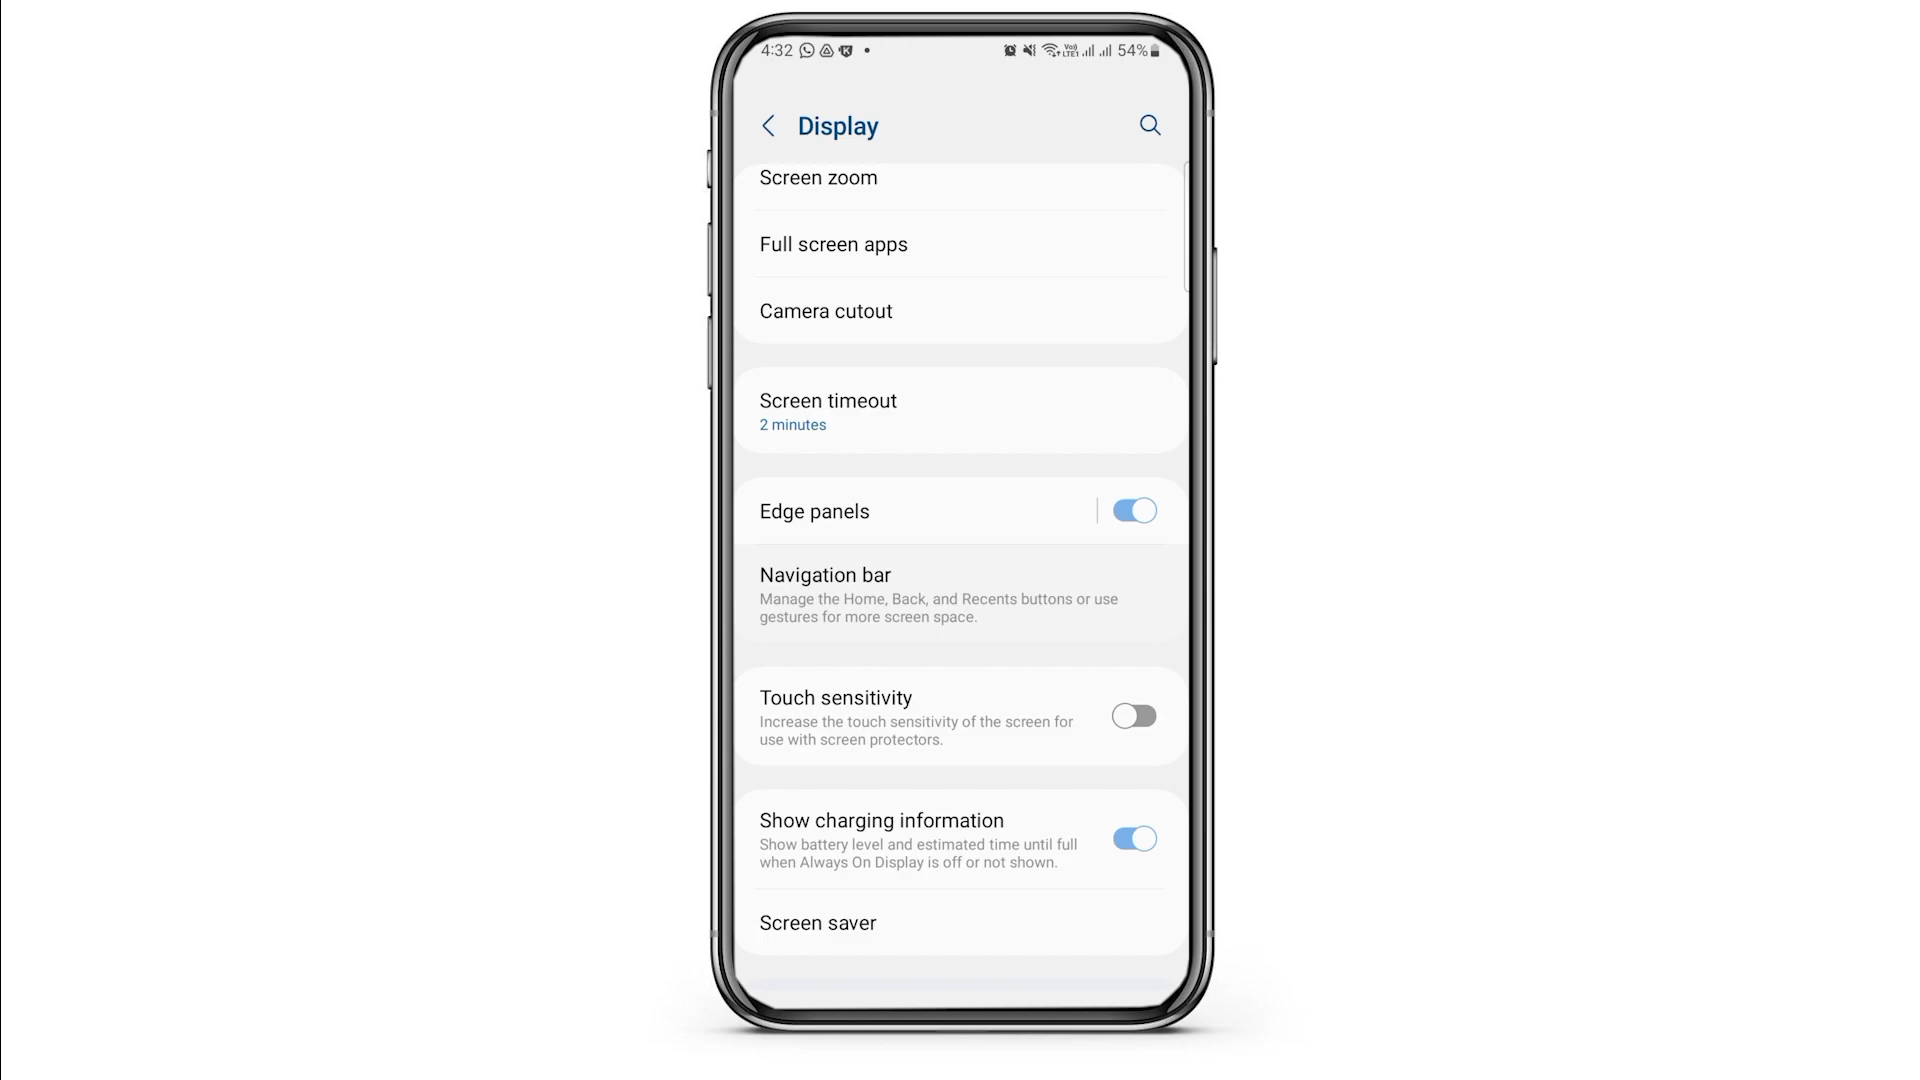 4:32
Vo)) LTE1 54%
Display
Screen zoom
Full screen apps
Camera cutout
Screen timeout
2 minutes
Edge panels
Navigation bar
Manage the Home, Back, and Recents buttons or use
gestures for more screen space.
Touch sensitivity
Increase the touch sensitivity of the screen for
use with screen protectors.
Show charging information
Show battery level and estimated time until full
when Always On Display is off or not shown.
Screen saver